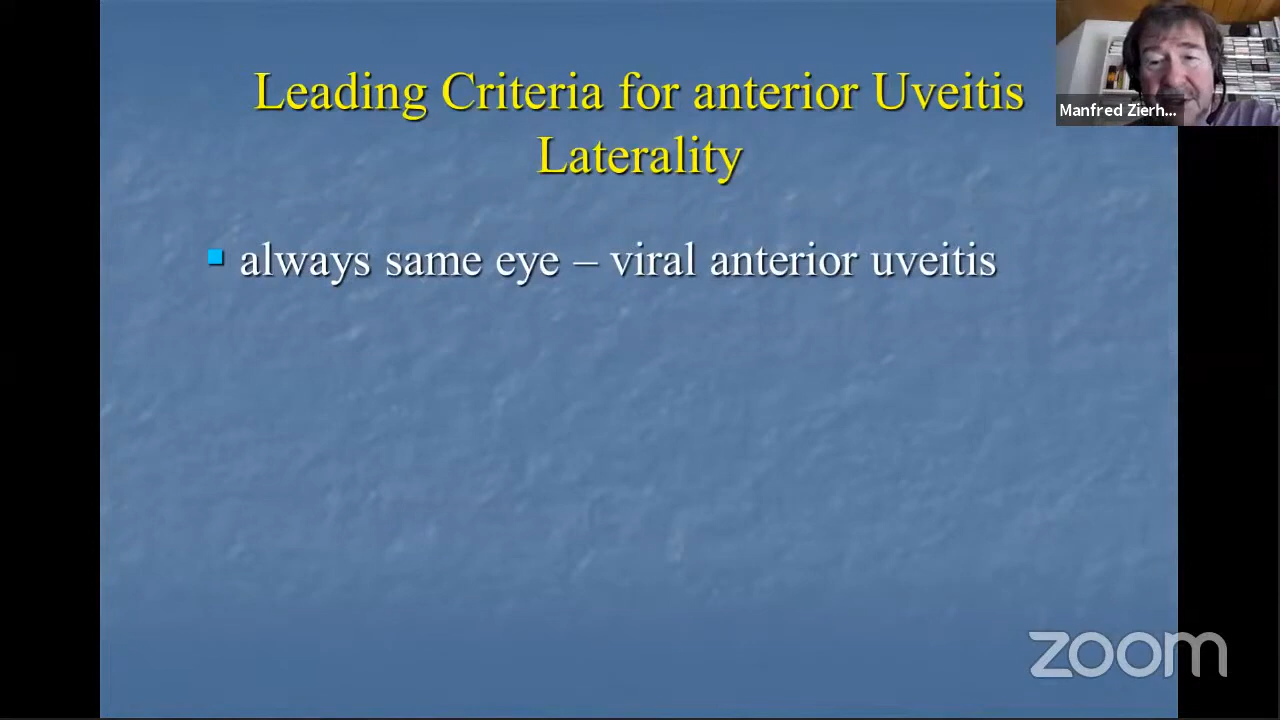 Leading Criteria for anterior Uveitis
Laterality
Manfred Zierh...
always same eye – viral anterior uveitis
zoom